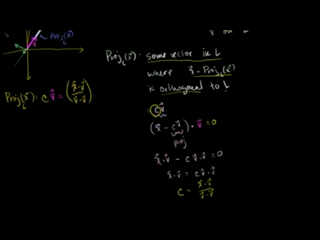 Proj_L(x⃗)
v⃗
Proj_L(x⃗) = c v⃗ = (x⃗·v⃗ / v⃗·v⃗)
Proj_L(x⃗) = some vector in L
where x⃗ - Proj_L(x⃗)
is orthogonal to L
= c v⃗
(x⃗ - c v⃗) · v⃗ = 0
proj
x⃗·v⃗ - c v⃗·v⃗ = 0
x⃗·v⃗ = c v⃗·v⃗
c = x⃗·v⃗ / v⃗·v⃗